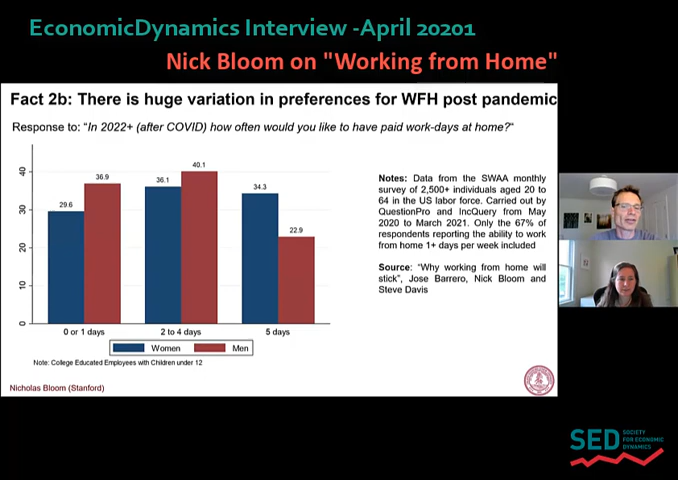 EconomicDynamics Interview -April 20201
Nick Bloom on "Working from Home"
Fact 2b: There is huge variation in preferences for WFH post pandemic
Response to: "In 2022+ (after COVID) how often would you like to have paid work-days at home?"
40
30
20
10
0
29.6
36.9
36.1
40.1
34.3
22.9
0 or 1 days
2 to 4 days
5 days
Women
Men
Note: College Educated Employees with Children under 12
Notes: Data from the SWAA monthly
survey of 2,500+ individuals aged 20 to
64 in the US labor force. Carried out by
QuestionPro and IncQuery from May
2020 to March 2021. Only the 67% of
respondents reporting the ability to work
from home 1+ days per week included
Source: "Why working from home will
stick", Jose Barrero, Nick Bloom and
Steve Davis
Nicholas Bloom (Stanford)
SED
SOCIETY
FOR ECONOMIC
DYNAMICS